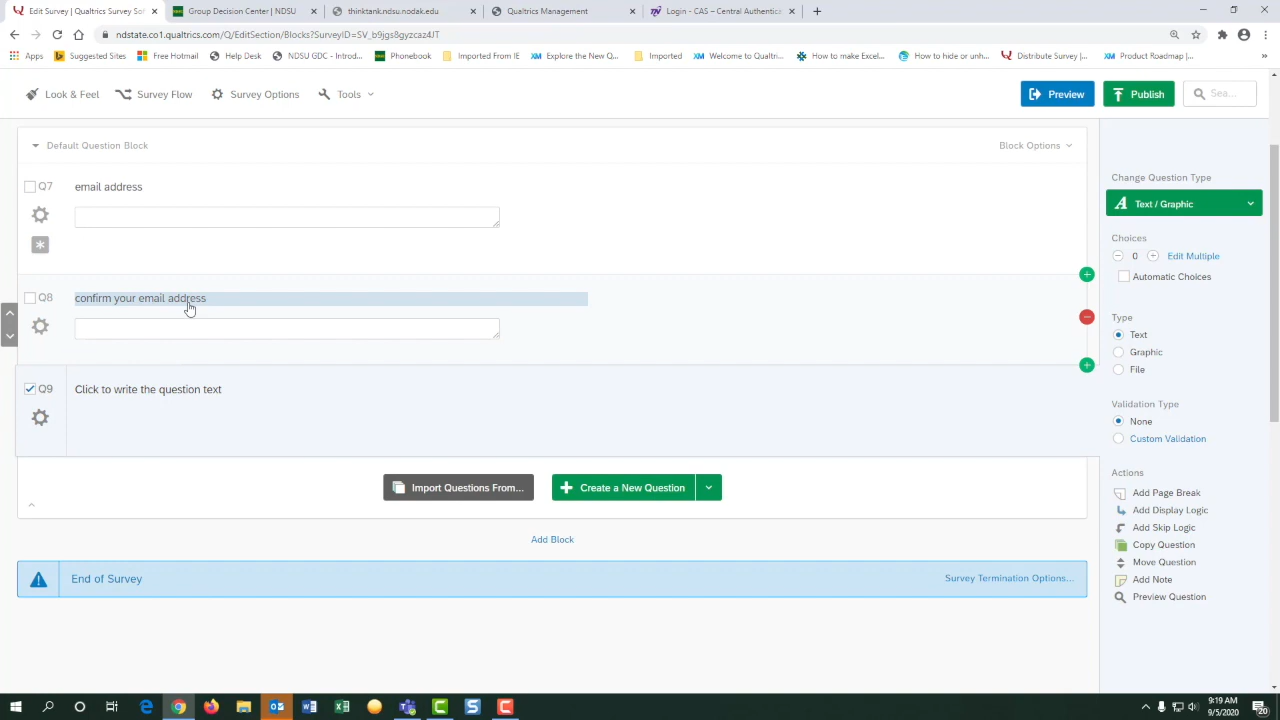 Edit Survey | Qualtrics Survey Sof
Group Decision Center | NDSU
thinktank.ndsu.nodak.edu
Qualtrics Management
Login - CAS – Central Authentica
ndstate.co1.qualtrics.com/Q/EditSection/Blocks?SurveyID=SV_b9jgs8gyzcaz4JT
Apps
Suggested Sites
Free Hotmail
Help Desk
NDSU GDC - Introd...
Phonebook
Imported From IE
Explore the New Q...
Imported
Welcome to Qualtri...
How to make Excel...
How to hide or unh...
Distribute Survey |...
Product Roadmap |...
Look & Feel
Survey Flow
Survey Options
Tools
Preview
Publish
Sea...
Default Question Block
Block Options
Q7
email address
Q8
confirm your email address
Q9
Click to write the question text
Import Questions From...
Create a New Question
Add Block
End of Survey
Survey Termination Options...
Change Question Type
Text / Graphic
Choices
0
Edit Multiple
Automatic Choices
Type
Text
Graphic
File
Validation Type
None
Custom Validation
Actions
Add Page Break
Add Display Logic
Add Skip Logic
Copy Question
Move Question
Add Note
Preview Question
9:19 AM
9/5/2020
20